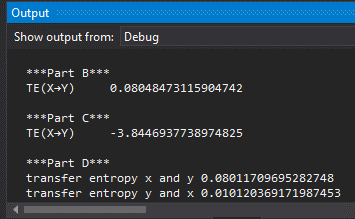 Output
Show output from: Debug
***Part B***
TE(X→Y) 0.08048473115904742
***Part C***
TE(X→Y) -3.8446937738974825
***Part D***
transfer entropy x and y 0.08011709695282748
transfer entropy y and x 0.010120369171987453